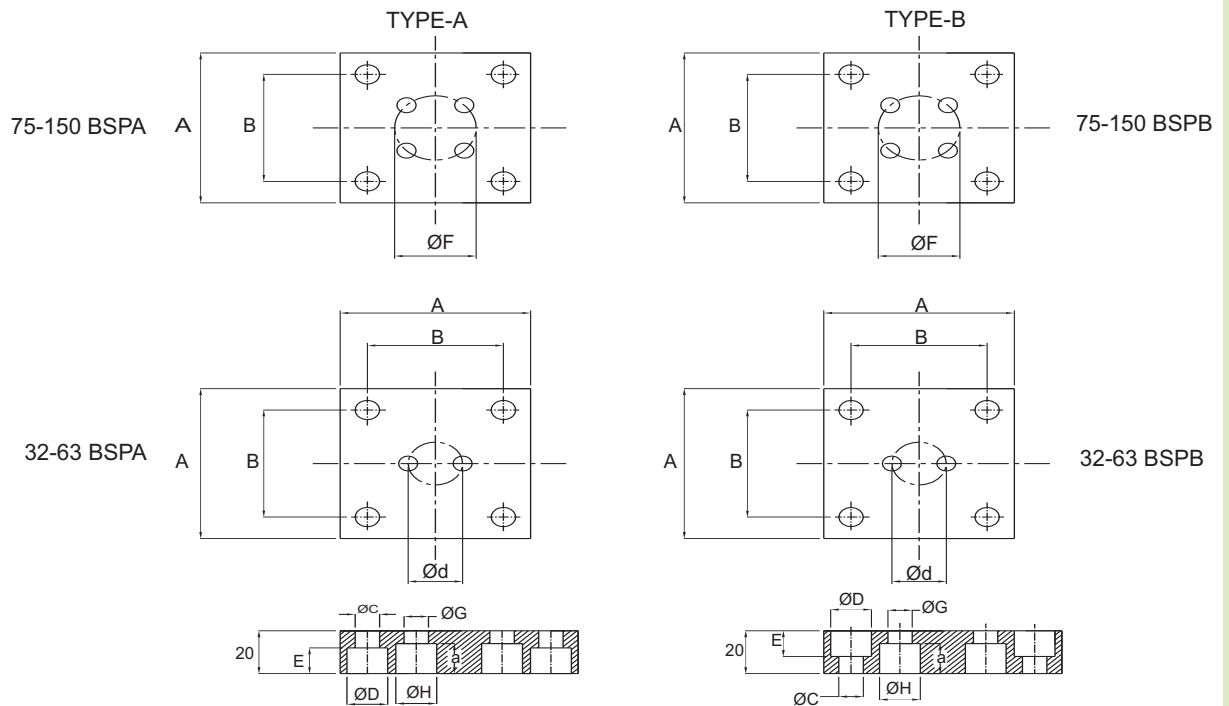 TYPE-A
TYPE-B
75-150 BSPA
A
B
ØF
A
B
ØF
75-150 BSPB
A
B
A
B
32-63 BSPA
A
B
Ød
A
B
Ød
32-63 BSPB
ØC
ØG
20
E
a
ØD
ØH
ØD
ØG
20
E
a
ØC
ØH